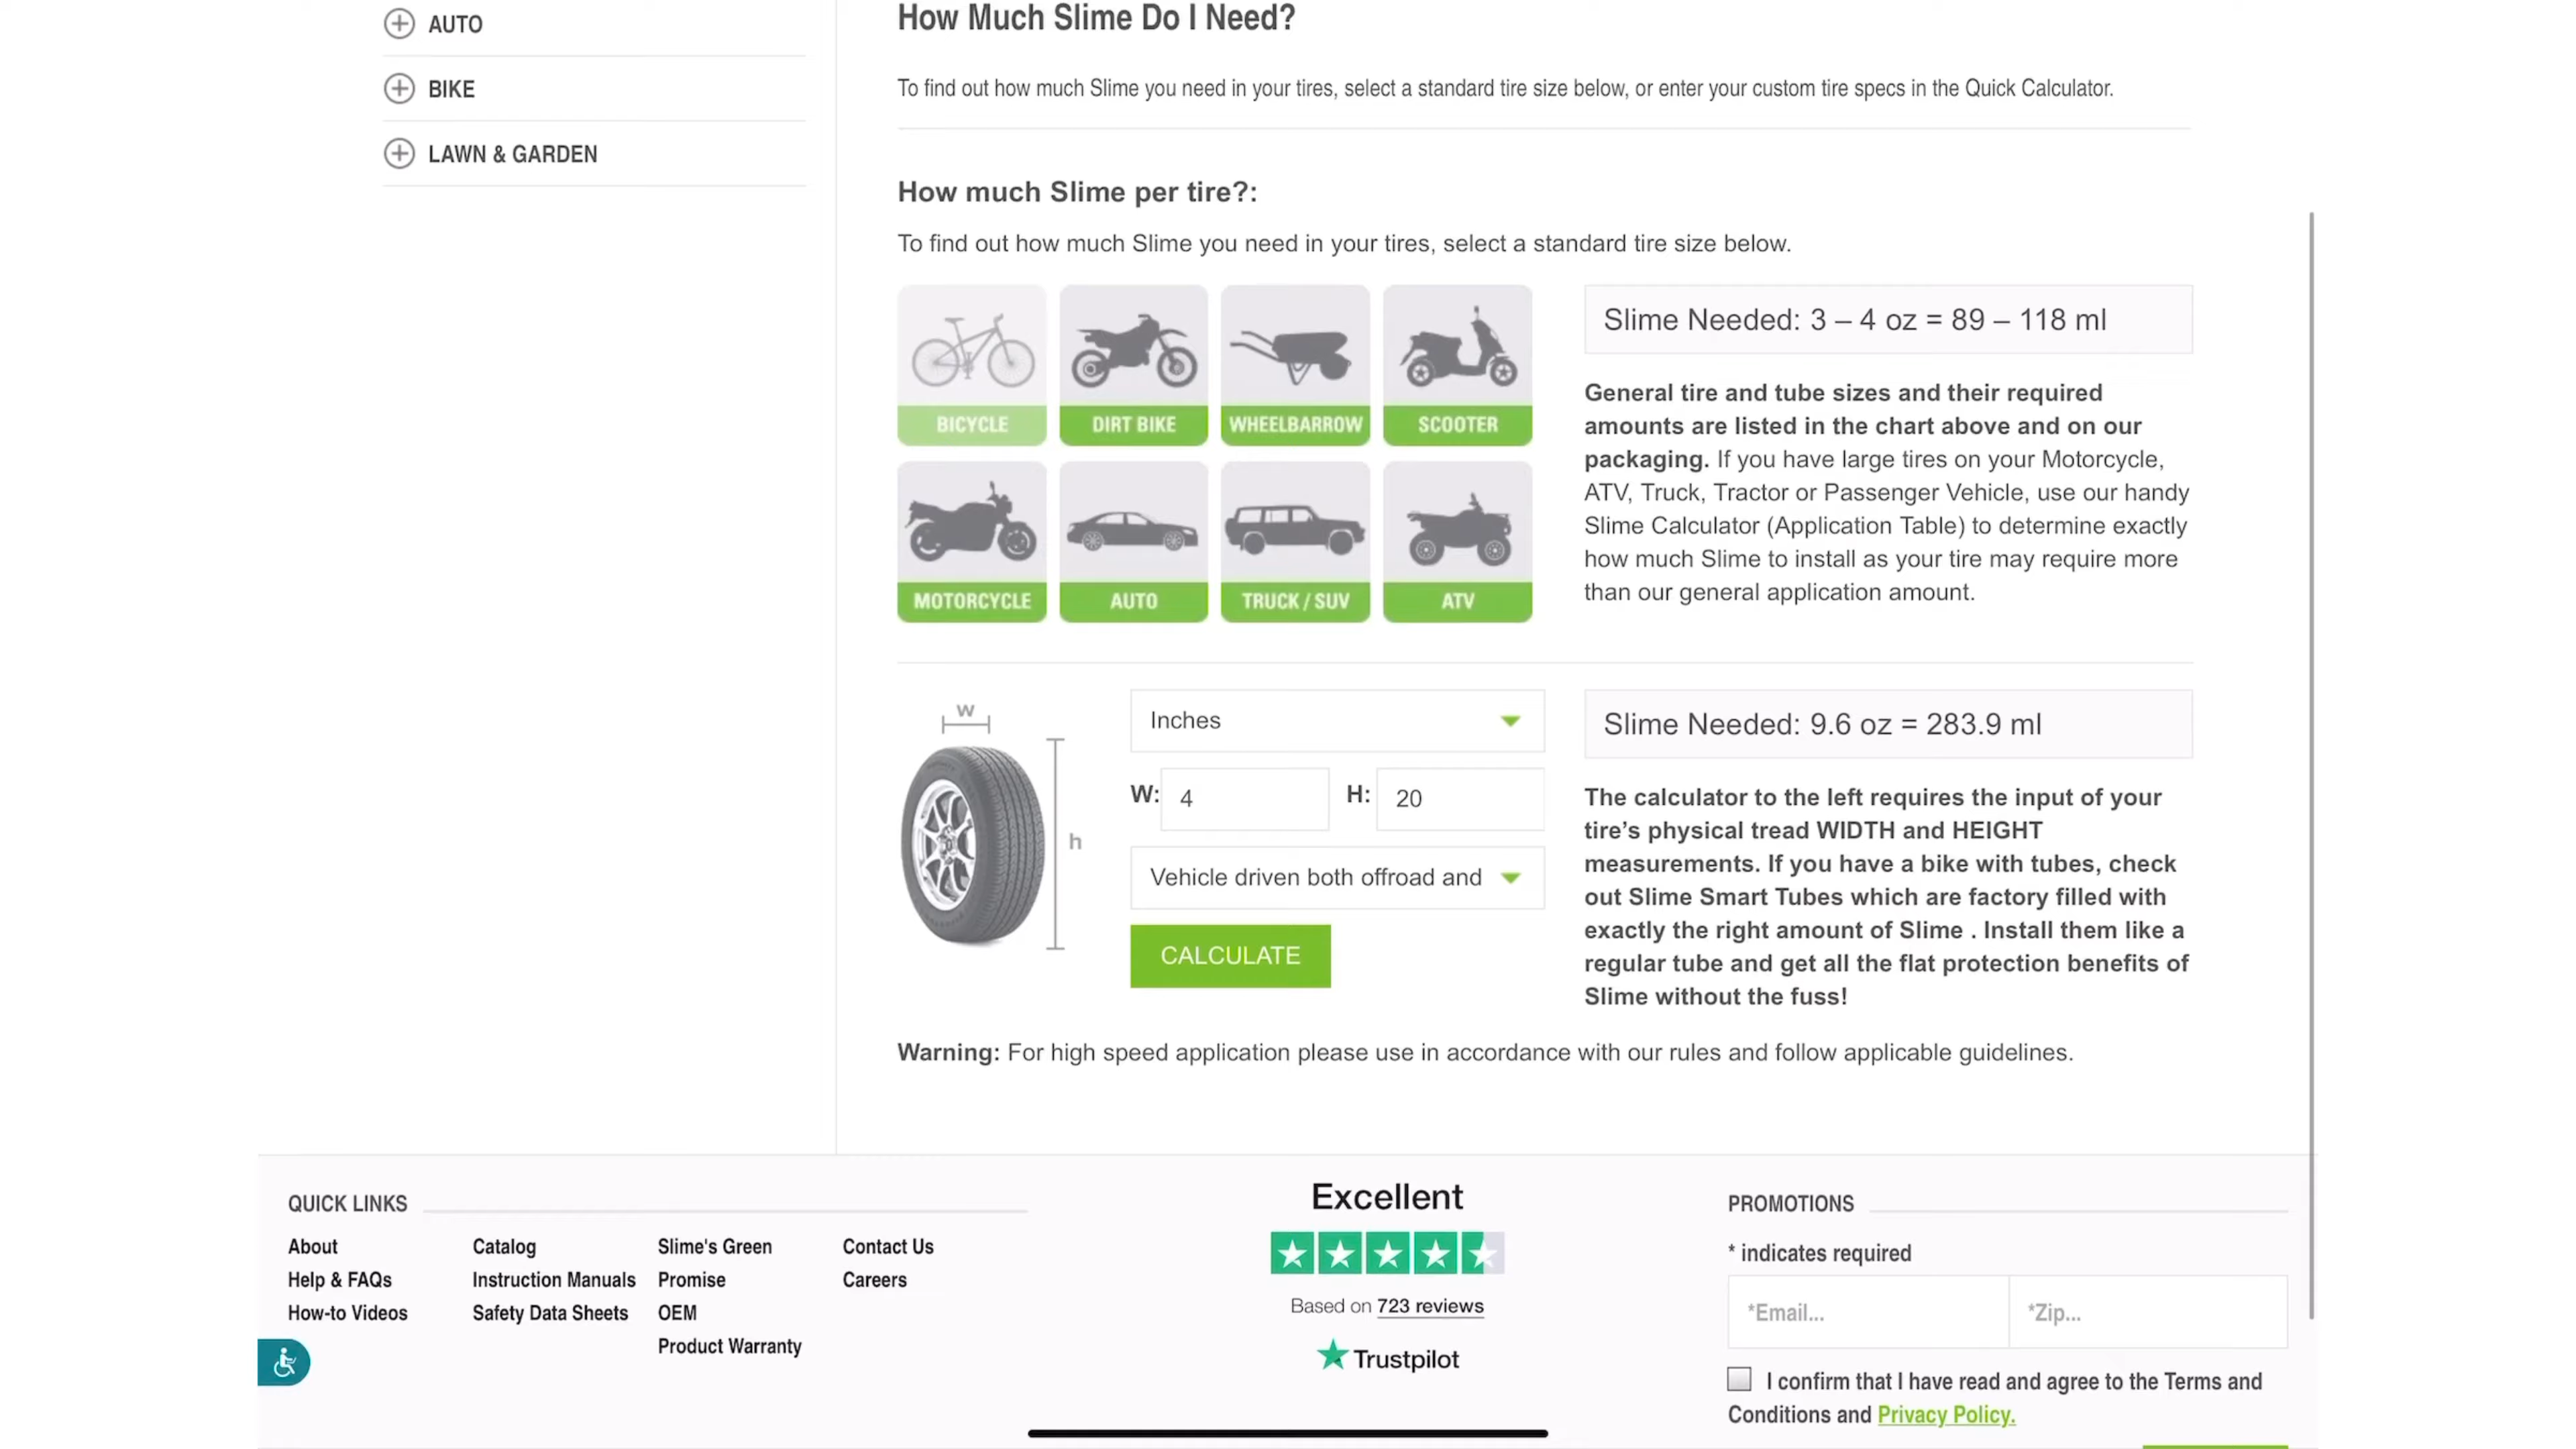 AUTO
BIKE
LAWN & GARDEN
How Much Slime Do I Need?
To find out how much Slime you need in your tires, select a standard tire size below, or enter your custom tire specs in the Quick Calculator.
How much Slime per tire?:
To find out how much Slime you need in your tires, select a standard tire size below.
BICYCLE
DIRT BIKE
WHEELBARROW
SCOOTER
MOTORCYCLE
AUTO
TRUCK / SUV
ATV
Slime Needed: 3 – 4 oz = 89 – 118 ml
General tire and tube sizes and their required
amounts are listed in the chart above and on our
packaging. If you have large tires on your Motorcycle,
ATV, Truck, Tractor or Passenger Vehicle, use our handy
Slime Calculator (Application Table) to determine exactly
how much Slime to install as your tire may require more
than our general application amount.
w
h
Inches
W: 4 H: 20
Vehicle driven both offroad and
CALCULATE
Slime Needed: 9.6 oz = 283.9 ml
The calculator to the left requires the input of your
tire’s physical tread WIDTH and HEIGHT
measurements. If you have a bike with tubes, check
out Slime Smart Tubes which are factory filled with
exactly the right amount of Slime . Install them like a
regular tube and get all the flat protection benefits of
Slime without the fuss!
Warning: For high speed application please use in accordance with our rules and follow applicable guidelines.
QUICK LINKS
About
Help & FAQs
How-to Videos
Catalog
Instruction Manuals
Safety Data Sheets
Slime's Green
Promise
OEM
Product Warranty
Contact Us
Careers
Excellent
Based on 723 reviews
Trustpilot
PROMOTIONS
* indicates required
*Email...
*Zip...
I confirm that I have read and agree to the Terms and
Conditions and Privacy Policy.